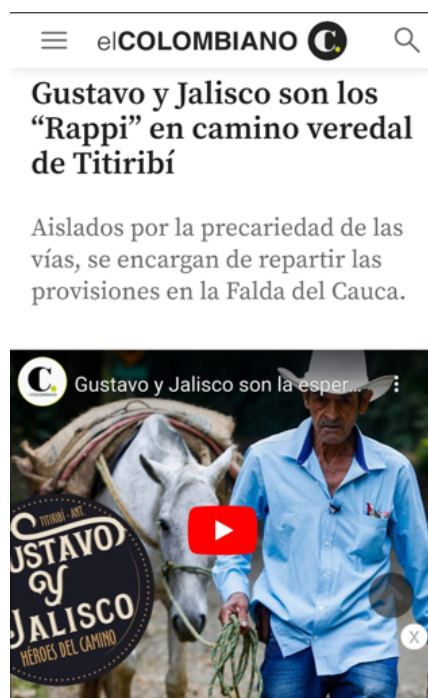 elCOLOMBIANO C.
Gustavo y Jalisco son los
“Rappi” en camino veredal
de Titiribí
Aislados por la precariedad de las
vías, se encargan de repartir las
provisiones en la Falda del Cauca.
C.
Gustavo y Jalisco son la esper...
TITIRIBÍ - ANT.
GUSTAVO
Y
JALISCO
HÉROES DEL CAMINO
X